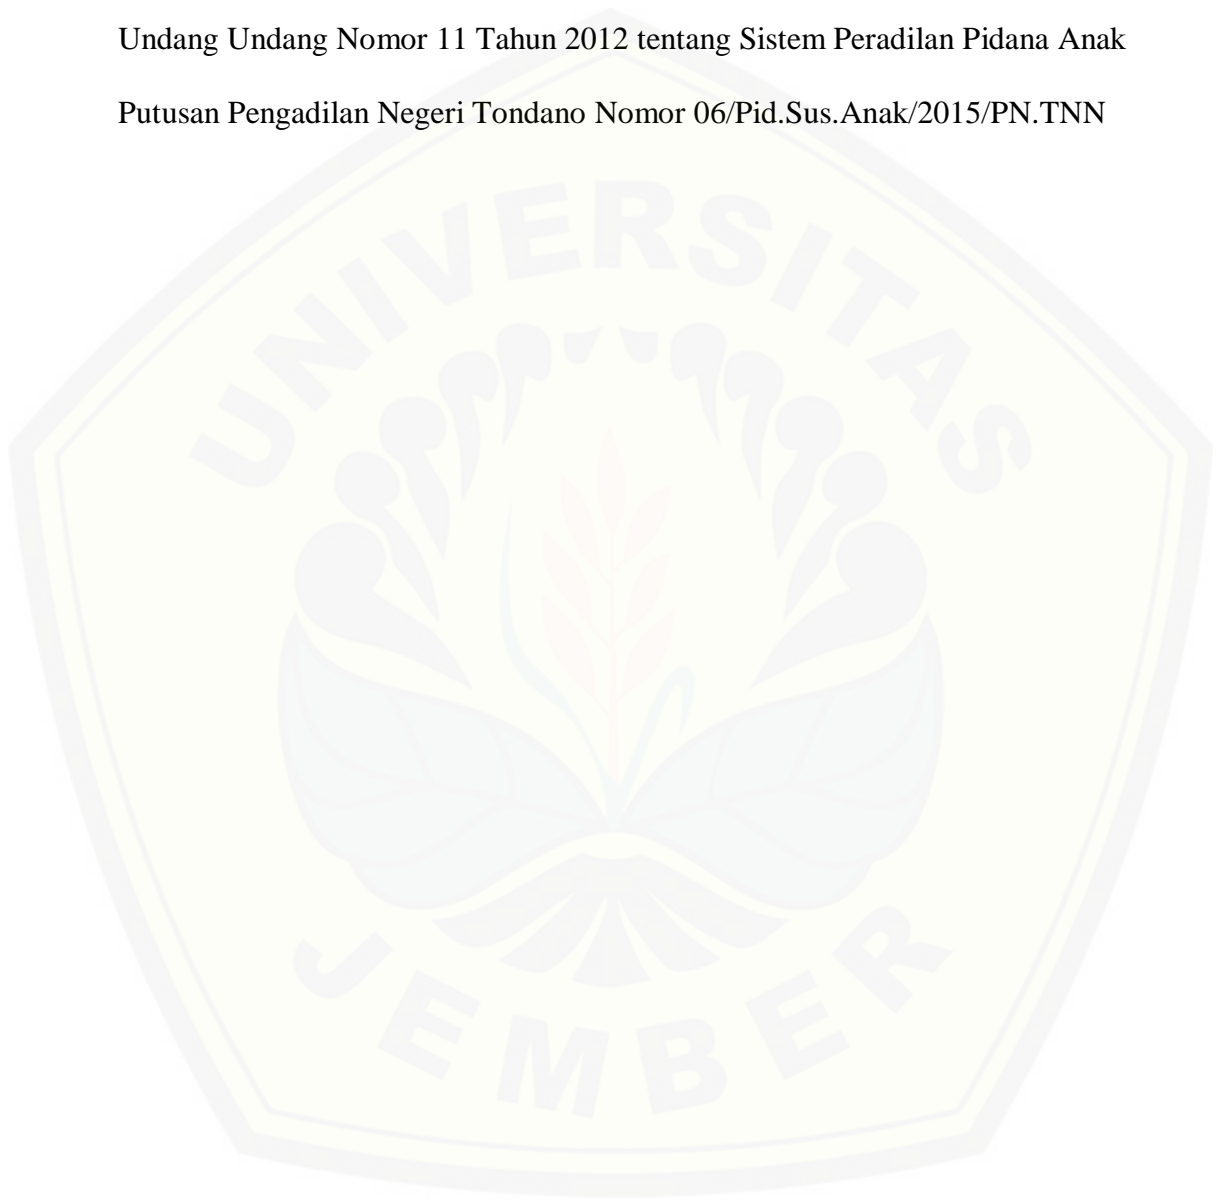 Undang Undang Nomor 11 Tahun 2012 tentang Sistem Peradilan Pidana Anak
Putusan Pengadilan Negeri Tondano Nomor 06/Pid.Sus.Anak/2015/PN.TNN
UNIVERSITAS
JEMBER